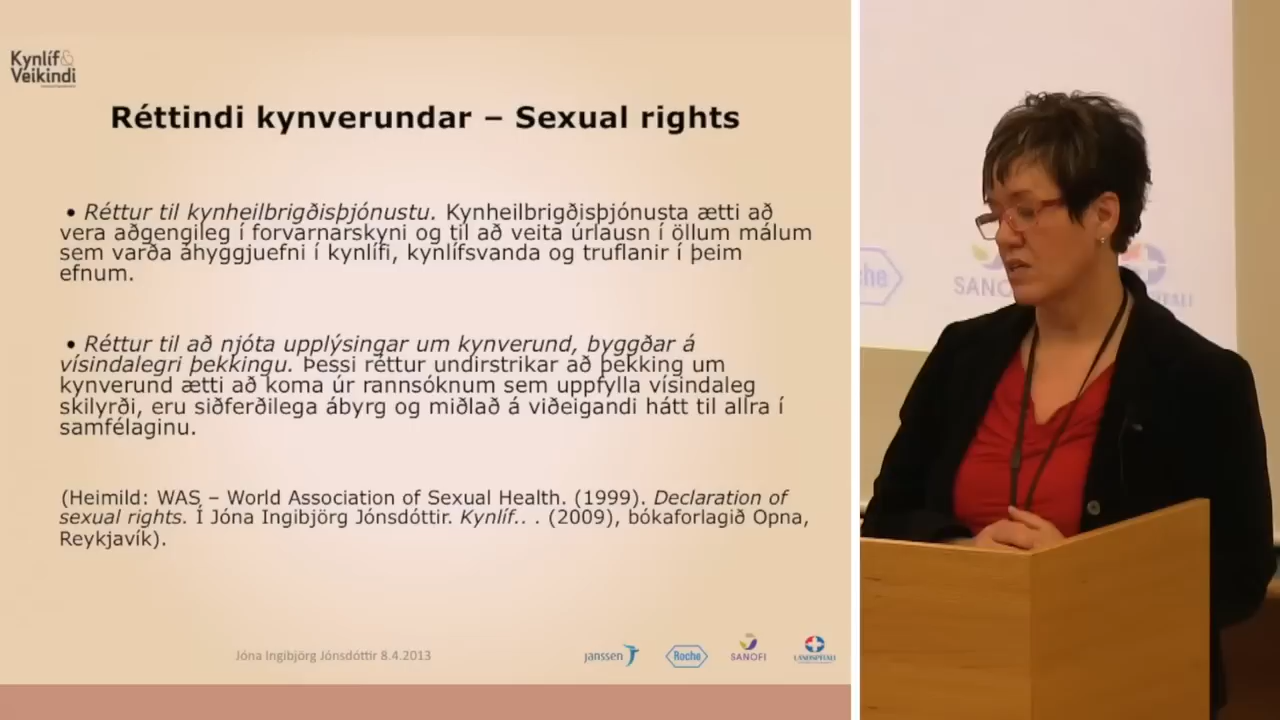 Kynlíf&
Veikindi
Réttindi kynverundar – Sexual rights
• Réttur til kynheilbrigðisþjónustu. Kynheilbrigðisþjónusta ætti að
vera aðgengileg í forvarnarskyni og til að veita úrlausn í öllum málum
sem varða áhyggjuefni í kynlífi, kynlífsvanda og truflanir í þeim
efnum.
• Réttur til að njóta upplýsingar um kynverund, byggðar á
vísindalegri þekkingu. Þessi réttur undirstrikar að þekking um
kynverund ætti að koma úr rannsóknum sem uppfylla vísindaleg
skilyrði, eru siðferðilega ábyrg og miðlað á viðeigandi hátt til allra í
samfélaginu.
(Heimild: WAS – World Association of Sexual Health. (1999). Declaration of
sexual rights. Í Jóna Ingibjörg Jónsdóttir. Kynlíf.. . (2009), bókaforlagið Opna,
Reykjavík).
Jóna Ingibjörg Jónsdóttir 8.4.2013
janssen
Roche
SANOFI
LANDSPÍTALI